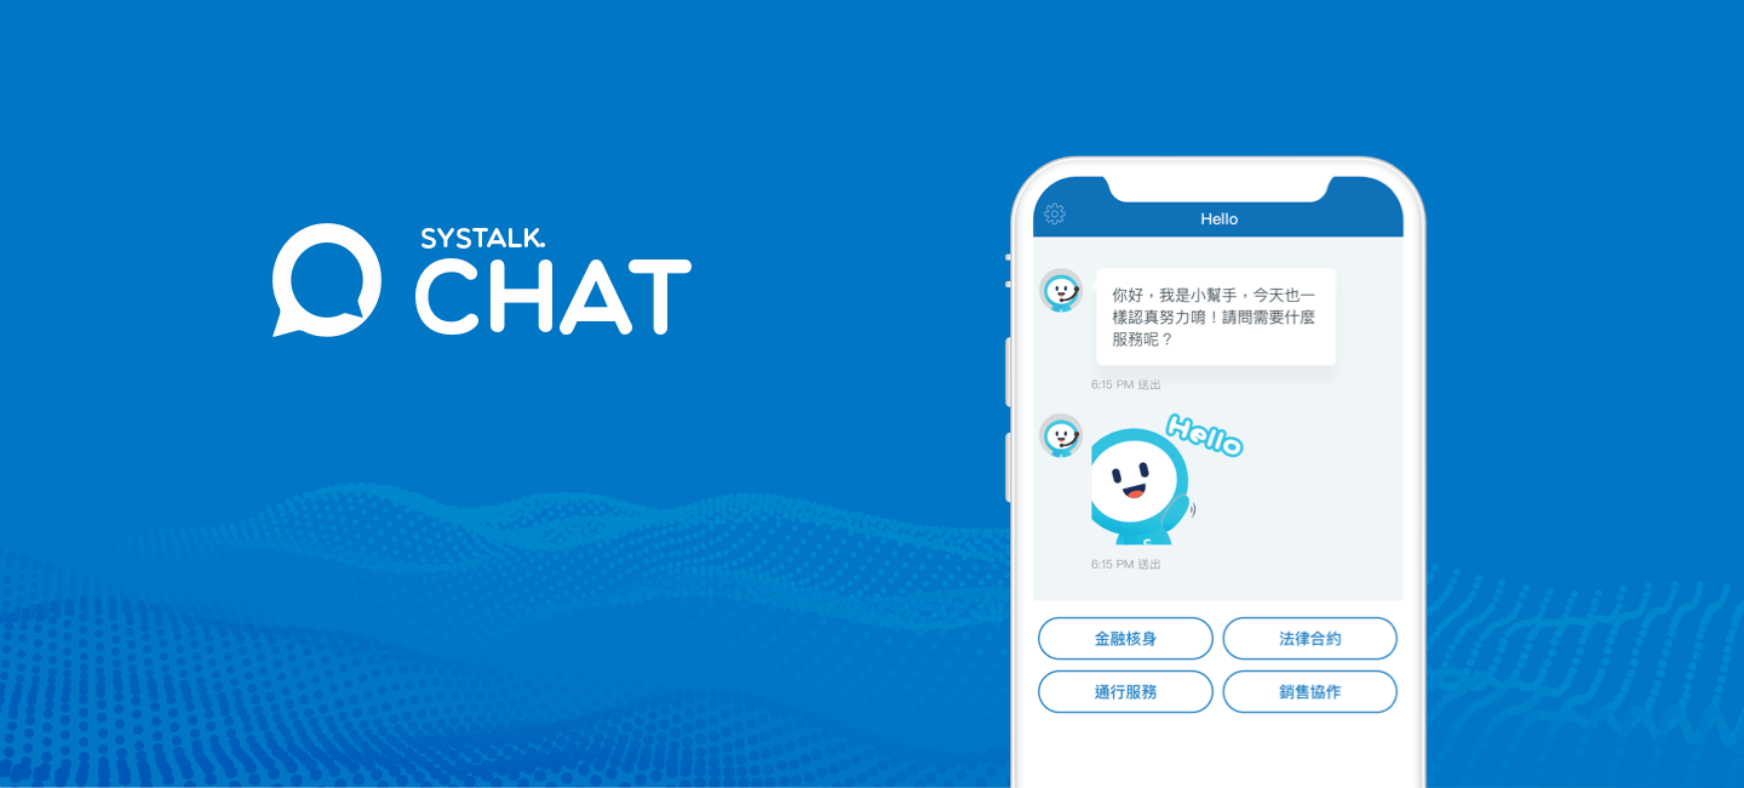 SYSTALK.
CHAT
Hello
你好，我是小幫手，今天也一
樣認真努力唷！請問需要什麼
服務呢？
6:15 PM 送出
Hello
6:15 PM 送出
金融核身
法律合約
通行服務
銷售協作